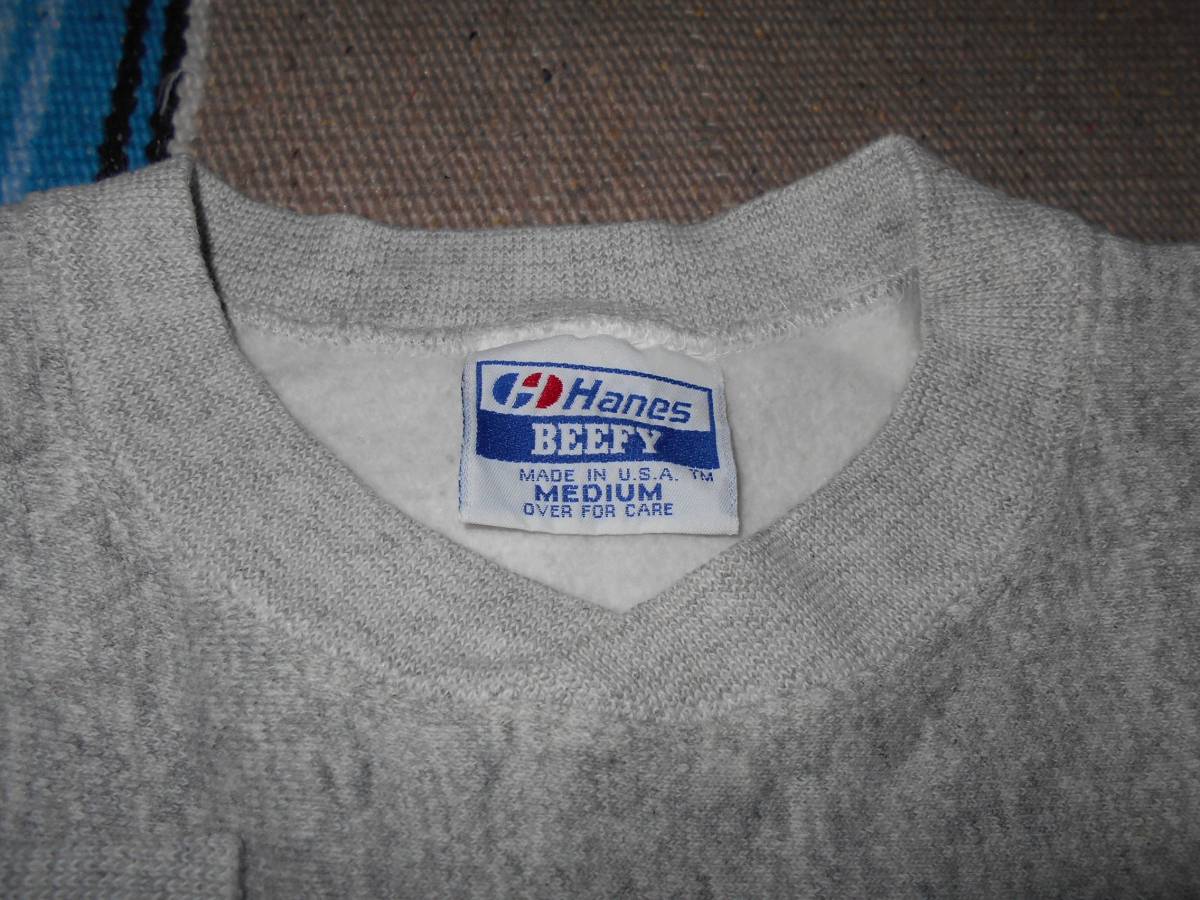 Hanes
BEEFY
MADE IN U.S.A. ™
MEDIUM
OVER FOR CARE